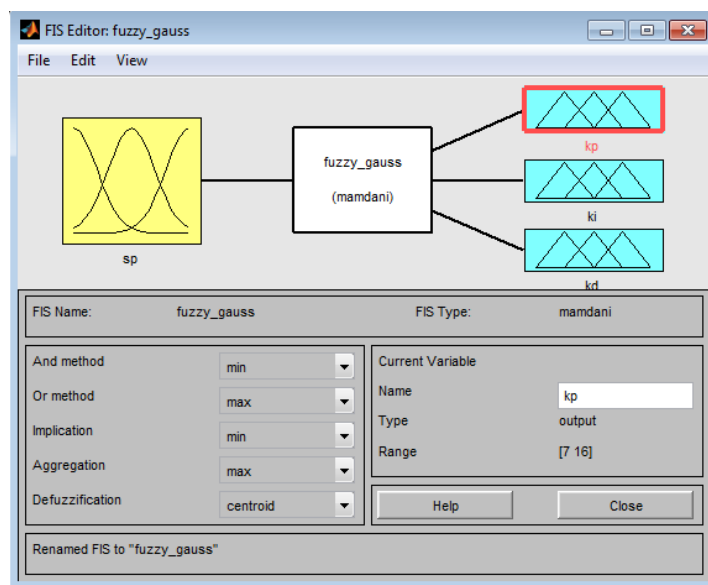 FIS Editor: fuzzy_gauss
File Edit View
fuzzy_gauss
(mamdani)
sp
kp
ki
kd
FIS Name: fuzzy_gauss FIS Type: mamdani
And method min
Or method max
Implication min
Aggregation max
Defuzzification centroid
Current Variable
Name kp
Type output
Range [7 16]
Help Close
Renamed FIS to "fuzzy_gauss"